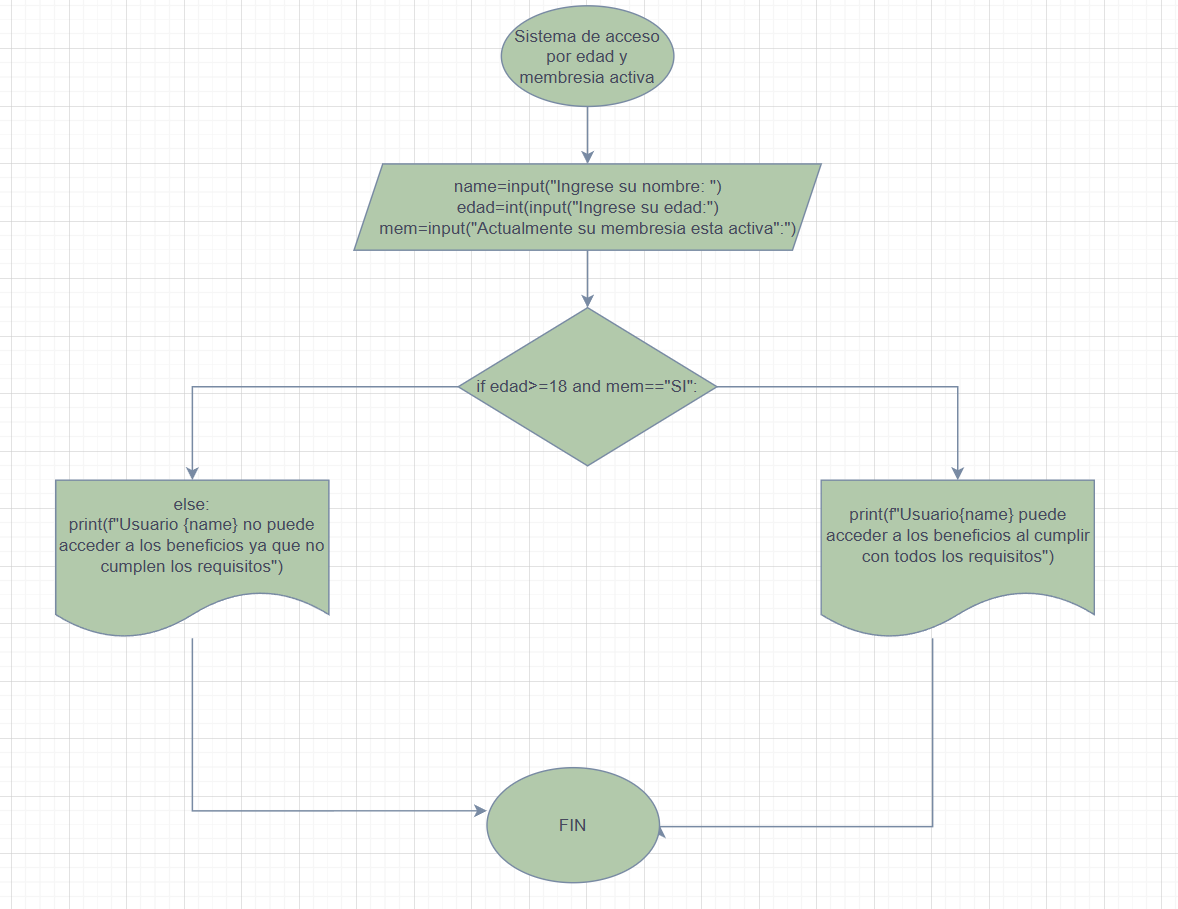 Sistema de acceso
por edad y
membresia activa
name=input("Ingrese su nombre: ")
edad=int(input("Ingrese su edad:")
mem=input("Actualmente su membresia esta activa":")
if edad>=18 and mem=="SI":
else:
print(f"Usuario {name} no puede
acceder a los beneficios ya que no
cumplen los requisitos")
print(f"Usuario{name} puede
acceder a los beneficios al cumplir
con todos los requisitos")
FIN